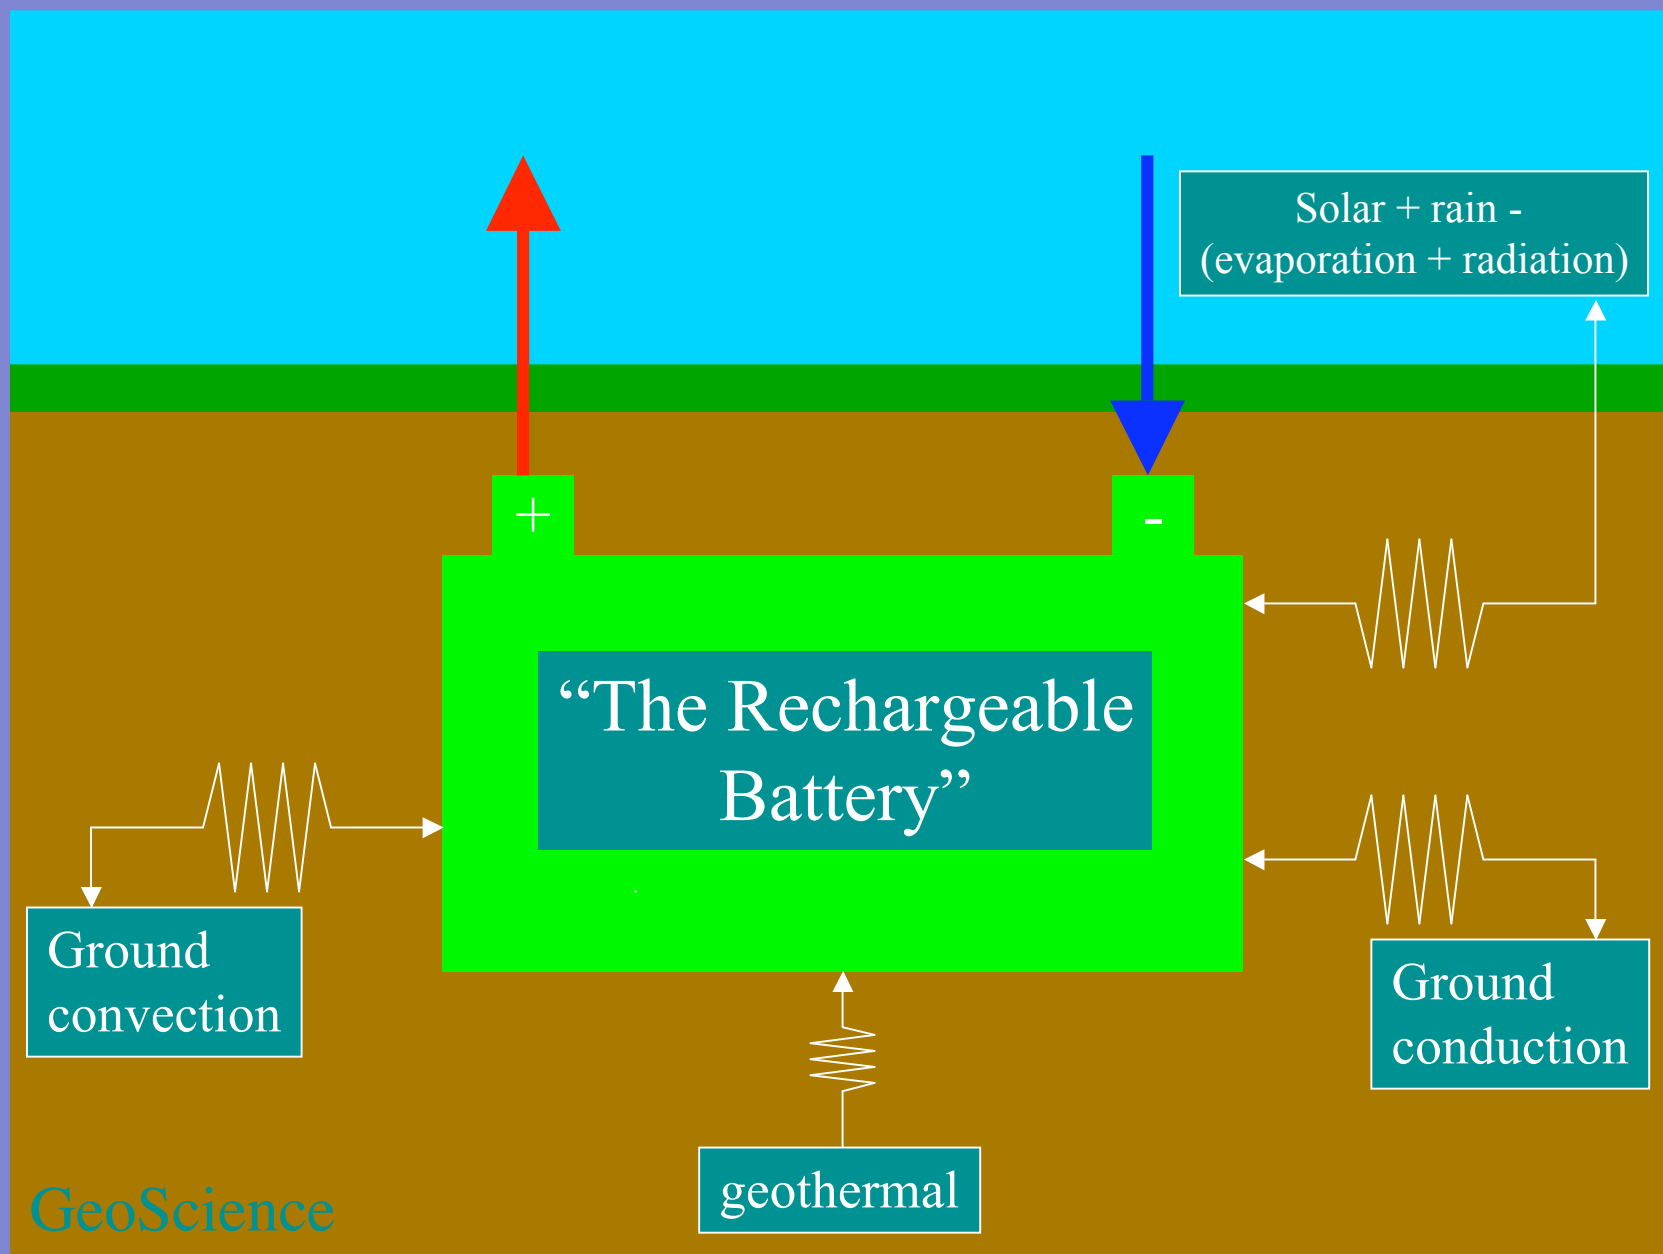 Solar + rain -
(evaporation + radiation)
+
-
“The Rechargeable
Battery”
Ground
convection
Ground
conduction
geothermal
GeoScience